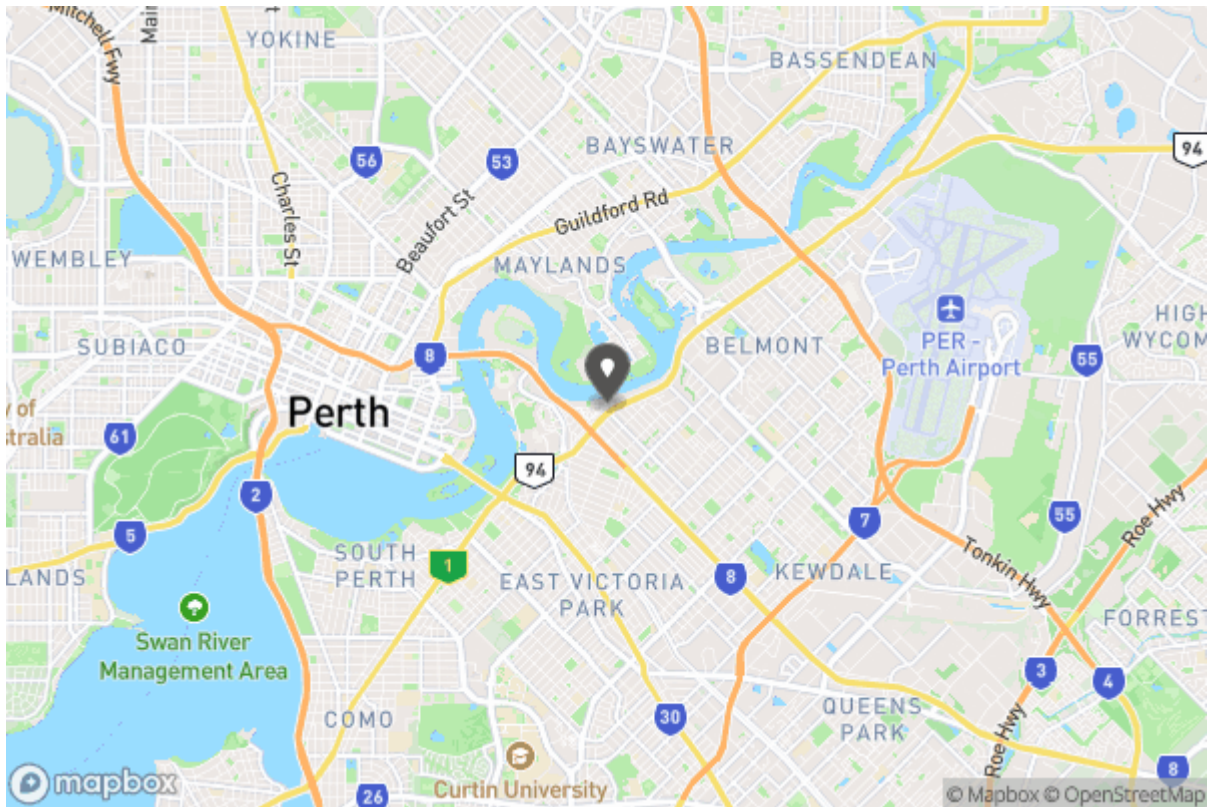 Mitchell Fwy
Main
t
YOKINE
BASSENDEAN
56
53
BAYSWATER
94
Charles St
Beaufort St
Guildford Rd
WEMBLEY
MAYLANDS
SUBIACO
8
BELMONT
PER -
Perth Airport
HIGH
WYCOM
55
Perth
y of
stralia
61
94
2
5
7
55
Roe Hwy
SOUTH
PERTH
1
EAST VICTORIA
PARK
8
KEWDALE
Tonkin Hwy
LANDS
Swan River
Management Area
FORREST
3
4
COMO
30
QUEENS
PARK
Roe Hwy
8
Curtin University
26
mapbox
© Mapbox © OpenStreetMap